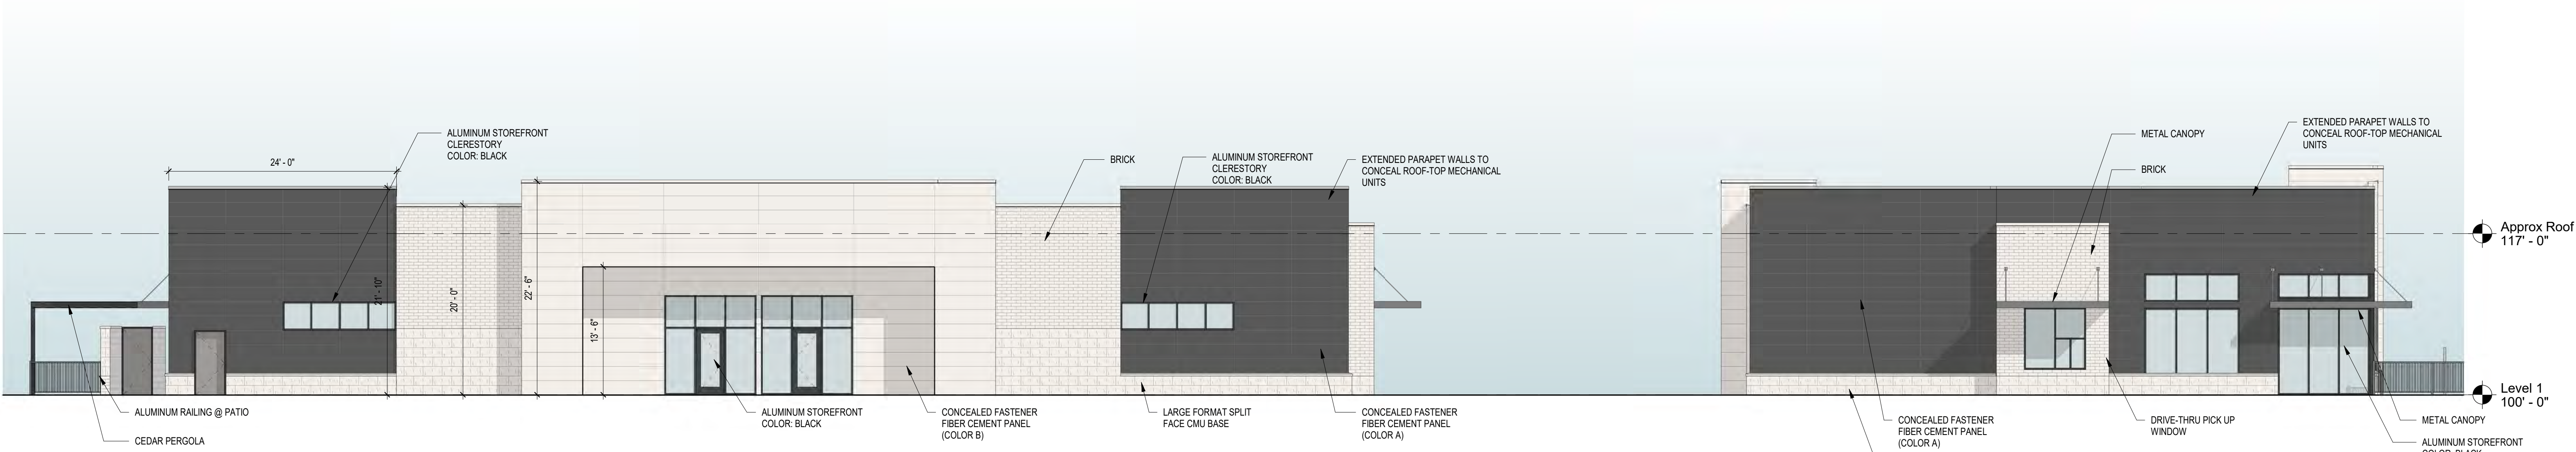 ALUMINUM STOREFRONT
CLERESTORY
COLOR: BLACK
24' - 0"
BRICK
ALUMINUM STOREFRONT
CLERESTORY
COLOR: BLACK
EXTENDED PARAPET WALLS TO
CONCEAL ROOF-TOP MECHANICAL
UNITS
METAL CANOPY
EXTENDED PARAPET WALLS TO
CONCEAL ROOF-TOP MECHANICAL
UNITS
BRICK
Approx Roof
117' - 0"
21' - 10"
20' - 0"
22' - 6"
13' - 6"
Level 1
100' - 0"
ALUMINUM RAILING @ PATIO
CEDAR PERGOLA
ALUMINUM STOREFRONT
COLOR: BLACK
CONCEALED FASTENER
FIBER CEMENT PANEL
(COLOR B)
LARGE FORMAT SPLIT
FACE CMU BASE
CONCEALED FASTENER
FIBER CEMENT PANEL
(COLOR A)
CONCEALED FASTENER
FIBER CEMENT PANEL
(COLOR A)
DRIVE-THRU PICK UP
WINDOW
METAL CANOPY
ALUMINUM STOREFRONT
COLOR: BLACK